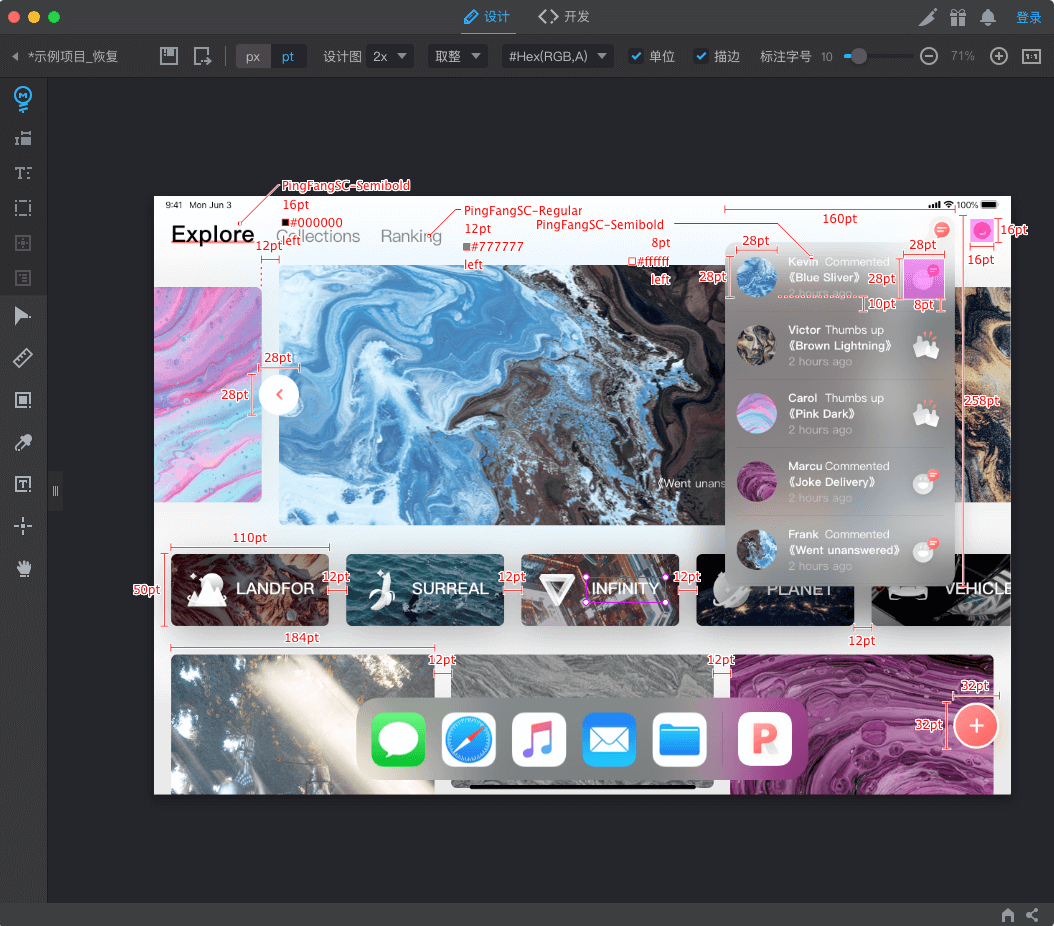 设计
开发
登录
*示例项目_恢复
px
pt
设计图
2x
取整
#Hex(RGB,A)
单位
描边
标注字号
10
71%
1:1
PingFangSC-Semibold
9:41 Mon Jun 3
16pt
PingFangSC-Regular
100%
160pt
#000000
12pt
PingFangSC-Semibold
Explore
Collections
Ranking
left
12pt
#777777
8pt
16pt
28pt
28pt
left
#ffffff
left
16pt
Kevin Commented
28pt
《Blue Sliver》
28pt
2 hours ago
10pt
8pt
Victor Thumbs up
《Brown Lightning》
2 hours ago
28pt
28pt
Carol Thumbs up
《Pink Dark》
2 hours ago
258pt
Marcu Commented
《Joke Delivery》
2 hours ago
《Went unans
Frank Commented
《Went unanswered》
2 hours ago
110pt
50pt
LANDFOR
12pt
SURREAL
12pt
INFINITY
12pt
PLANET
VEHICLE
184pt
12pt
12pt
12pt
32pt
32pt